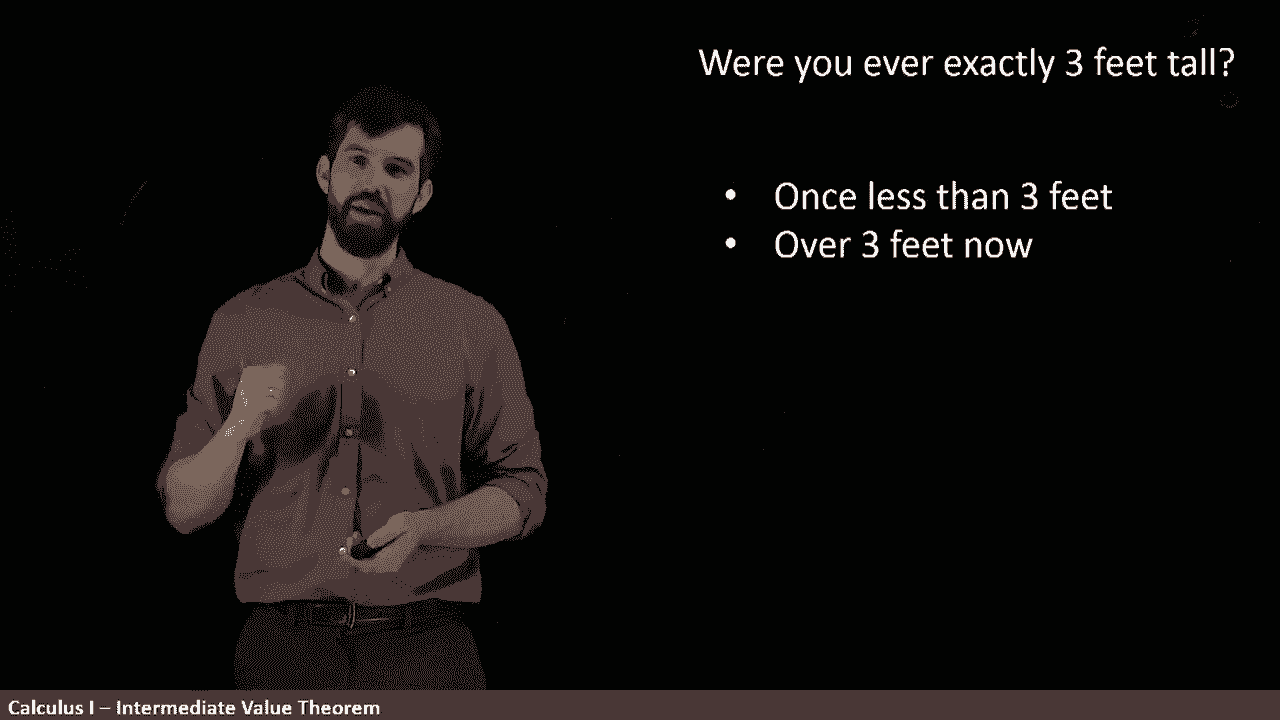 Were you ever exactly 3 feet tall?
• Once less than 3 feet
• Over 3 feet now
Calculus I – Intermediate Value Theorem